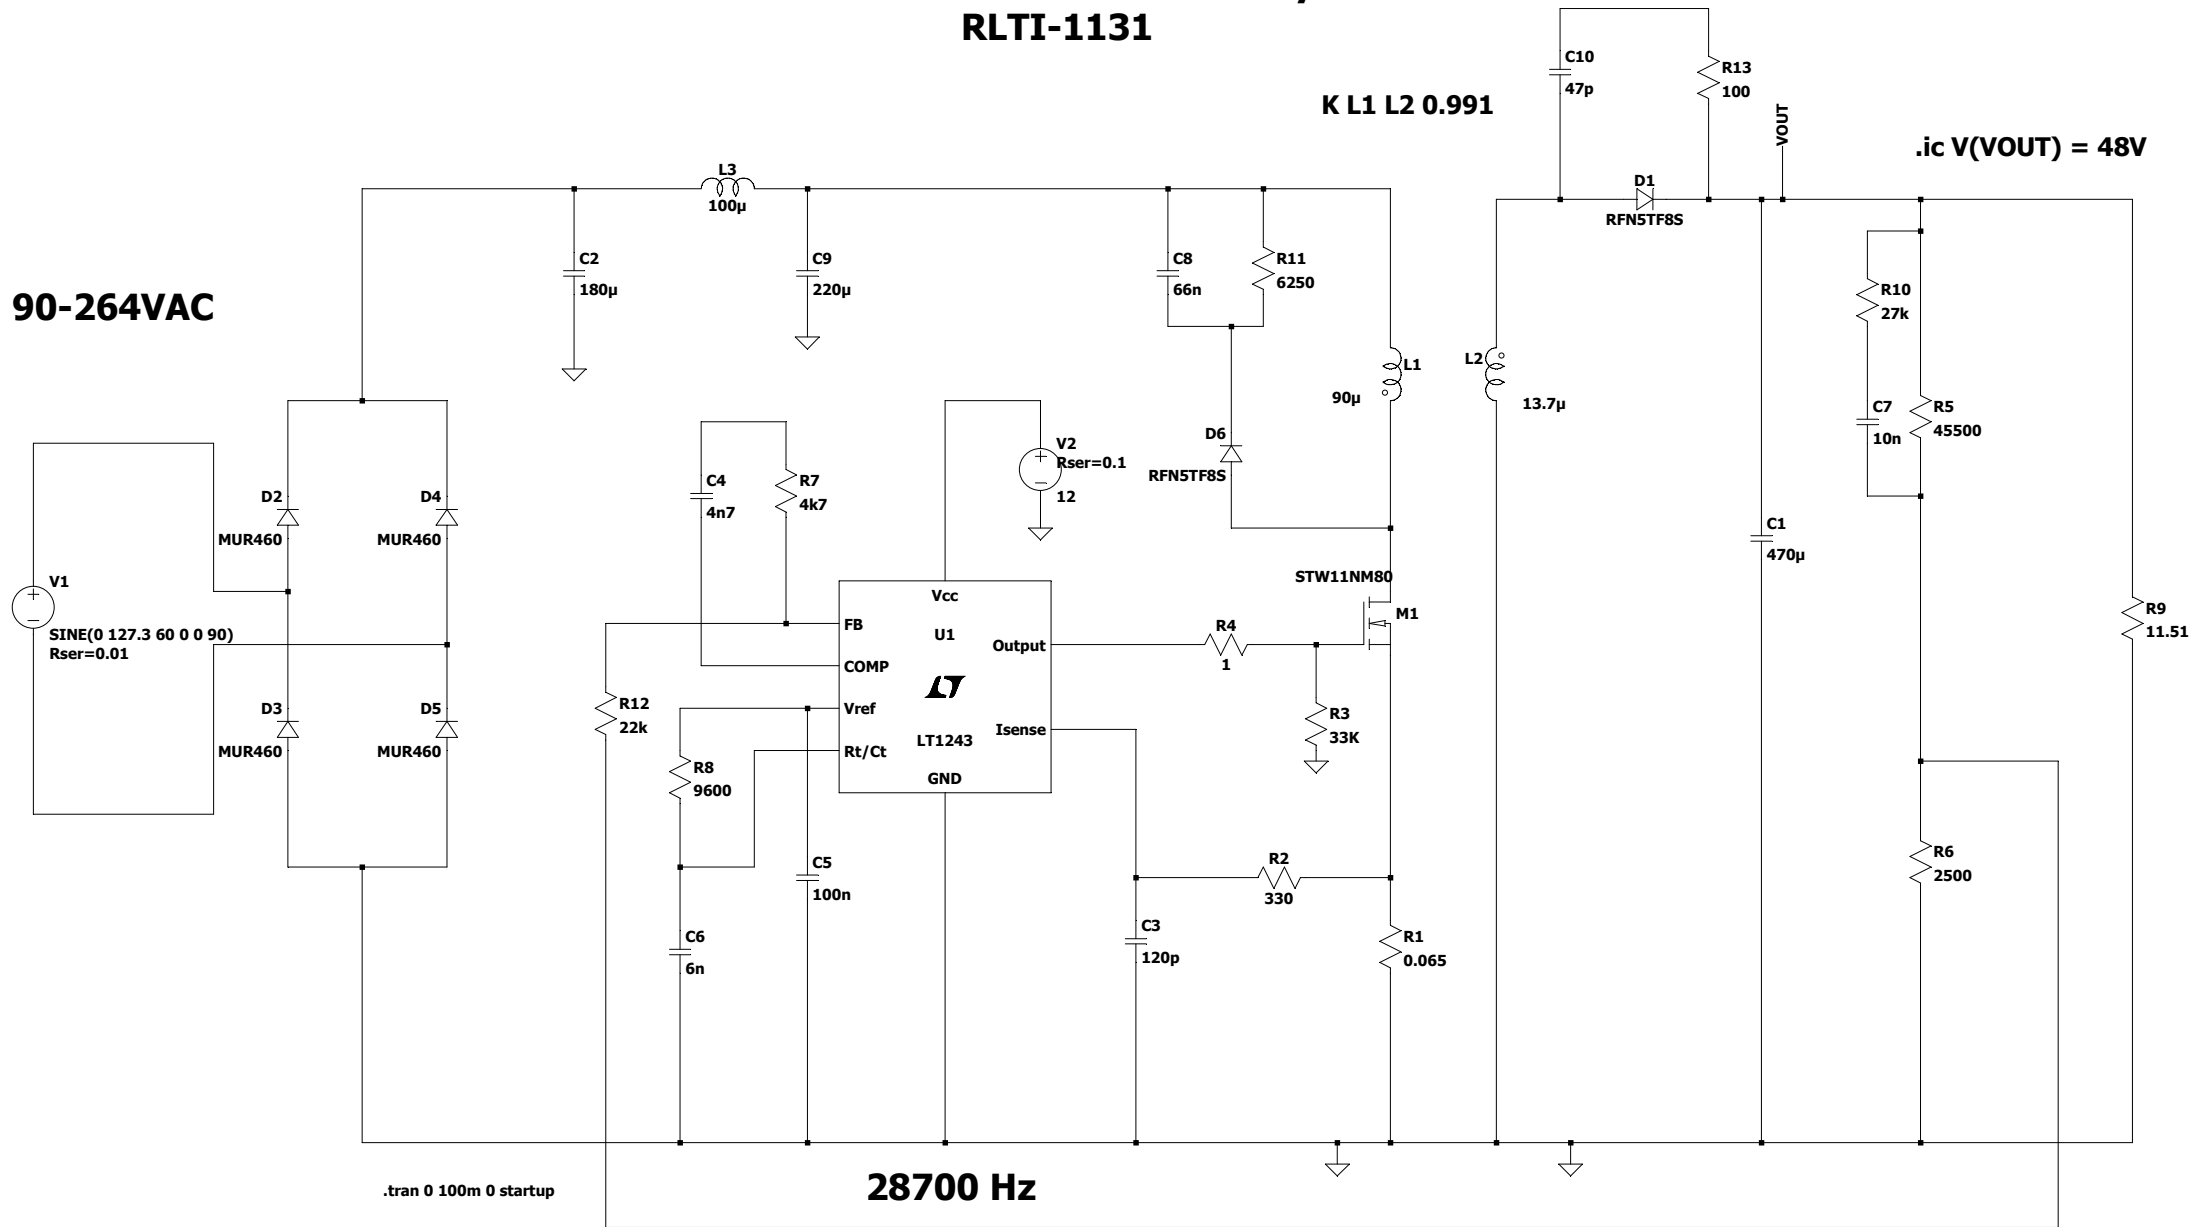 RLTI-1131
K L1 L2 0.991
.ic V(VOUT) = 48V
90-264VAC
C10
47p
R13
100
VOUT
D1
RFN5TF8S
L3
100µ
C2
180µ
C9
220µ
C8
66n
R11
6250
L1
90µ
L2
13.7µ
R10
27k
C7
10n
R5
45500
D6
RFN5TF8S
V2
Rser=0.1
12
C4
4n7
R7
4k7
D2
MUR460
D4
MUR460
V1
SINE(0 127.3 60 0 0 90)
Rser=0.01
D3
MUR460
D5
MUR460
C1
470µ
STW11NM80
M1
R9
11.51
Vcc
FB
U1
Output
COMP
Vref
Isense
LT1243
Rt/Ct
GND
R4
1
R3
33K
R12
22k
R8
9600
C5
100n
C6
6n
R2
330
C3
120p
R1
0.065
R6
2500
.tran 0 100m 0 startup
28700 Hz